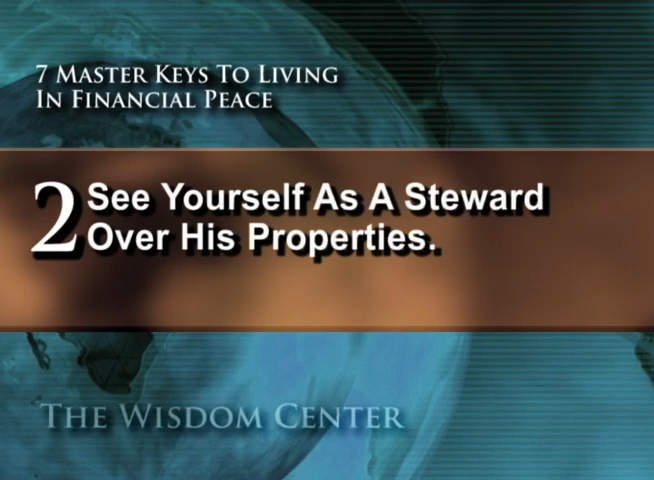 7 Master Keys To Living
In Financial Peace
2 See Yourself As A Steward
Over His Properties.
The Wisdom Center